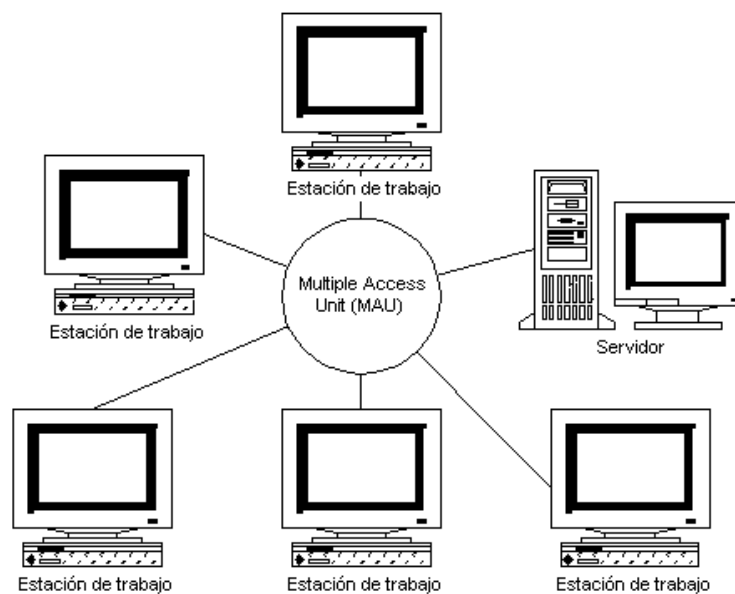 Estación de trabajo
Estación de trabajo
Multiple Access
Unit (MAU)
Servidor
Estación de trabajo
Estación de trabajo
Estación de trabajo